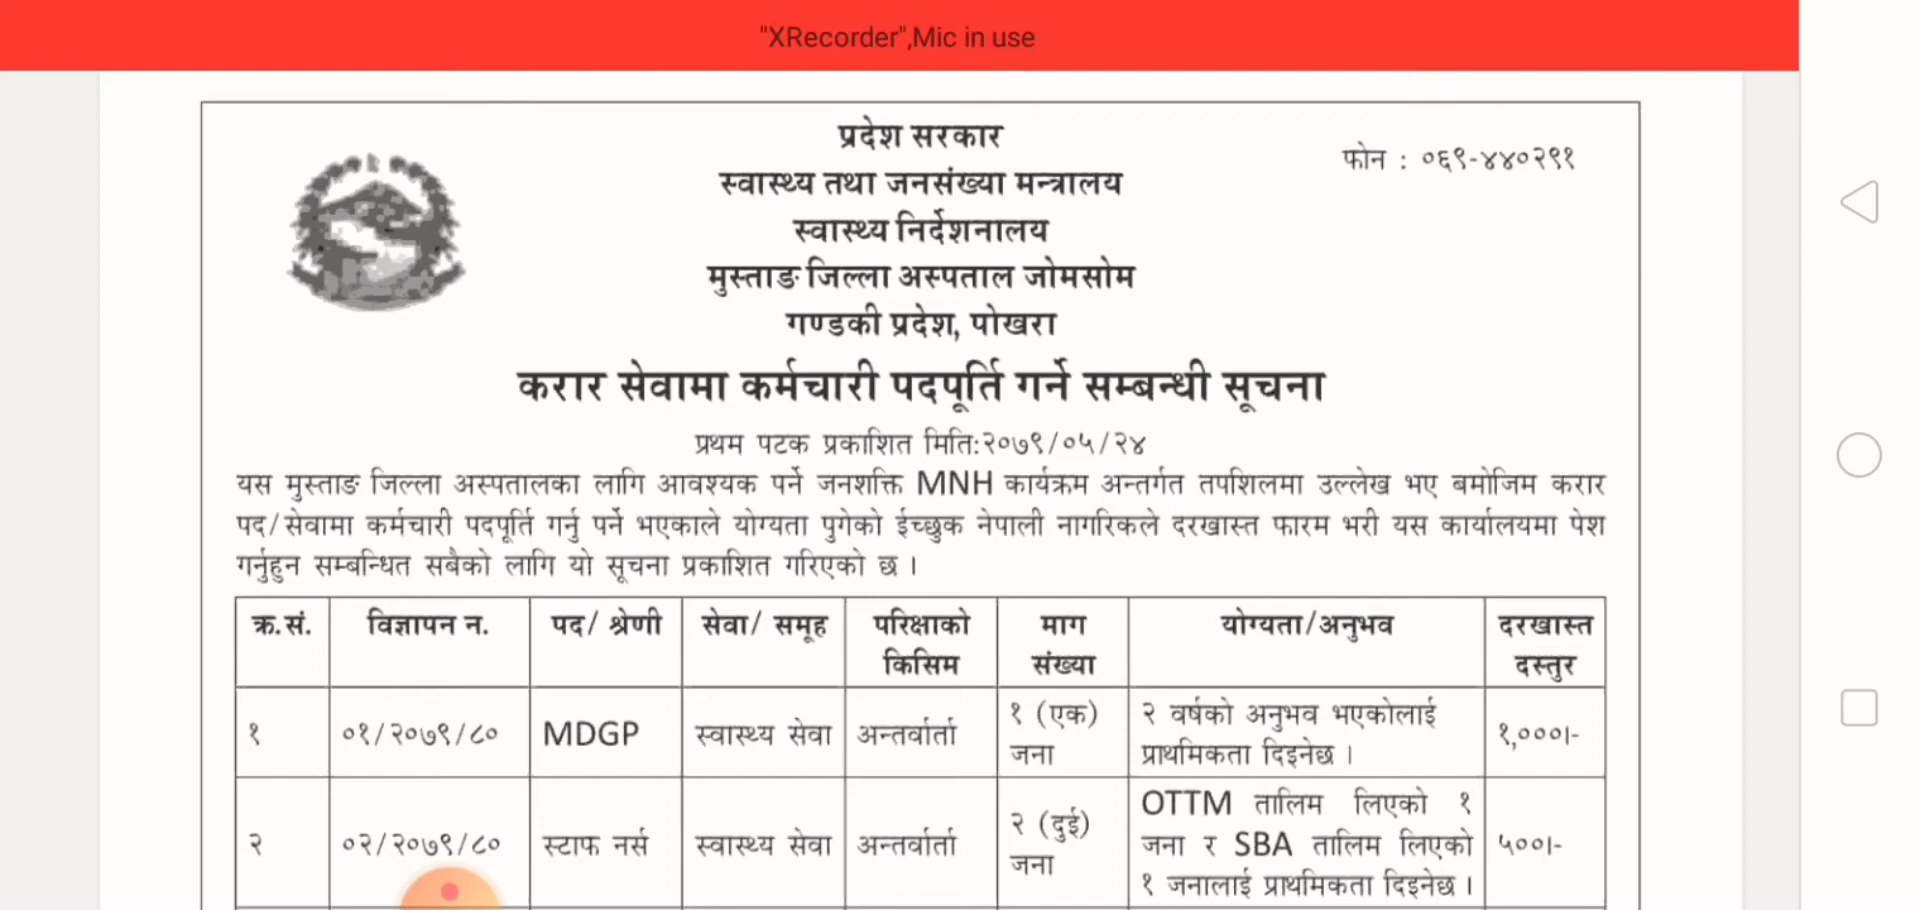 "XRecorder",Mic in use
प्रदेश सरकार
फोन : ०६९-४४०२९१
स्वास्थ्य तथा जनसंख्या मन्त्रालय
स्वास्थ्य निर्देशनालय
मुस्ताङ जिल्ला अस्पताल जोमसोम
गण्डकी प्रदेश, पोखरा
करार सेवामा कर्मचारी पदपूर्ति गर्ने सम्बन्धी सूचना
प्रथम पटक प्रकाशित मिति:२०७९/०५/२४
यस मुस्ताङ जिल्ला अस्पतालका लागि आवश्यक पर्ने जनशक्ति MNH कार्यक्रम अन्तर्गत तपशिलमा उल्लेख भए बमोजिम करार
पद/सेवामा कर्मचारी पदपूर्ति गर्नु पर्ने भएकाले योग्यता पुगेको ईच्छुक नेपाली नागरिकले दरखास्त फारम भरी यस कार्यालयमा पेश
गर्नुहुन सम्बन्धित सबैको लागि यो सूचना प्रकाशित गरिएको छ ।
क्र.सं. विज्ञापन न. पद/ श्रेणी सेवा/ समूह परिक्षाको किसिम माग संख्या योग्यता/अनुभव दरखास्त दस्तुर
१ ०१/२०७९/८० MDGP स्वास्थ्य सेवा अन्तर्वार्ता १ (एक) जना २ वर्षको अनुभव भएकोलाई प्राथमिकता दिइनेछ । १,०००।-
२ ०२/२०७९/८० स्टाफ नर्स स्वास्थ्य सेवा अन्तर्वार्ता २ (दुई) जना OTTM तालिम लिएको १ जना र SBA तालिम लिएको १ जनालाई प्राथमिकता दिइनेछ । ५००।-